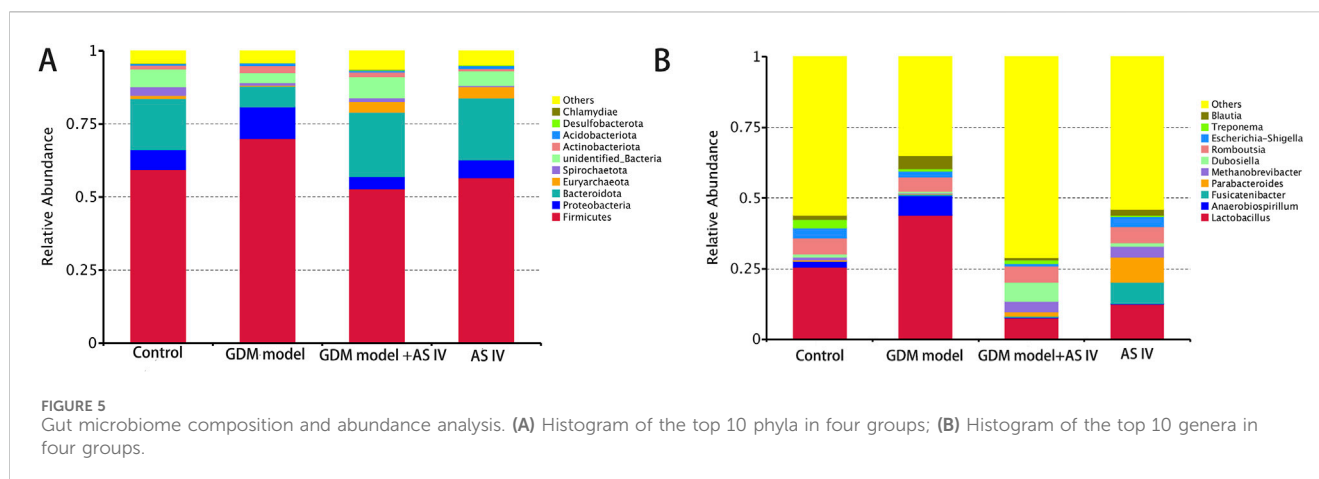 A
1
0.75
0.5
0.25
0
Relative Abundance
Control
GDM model
GDM model +AS IV
AS IV
Others
Chlamydiae
Desulfobacterota
Acidobacteriota
Actinobacteriota
unidentified_Bacteria
Spirochaetota
Euryarchaeota
Bacteroidota
Proteobacteria
Firmicutes
B
1
0.75
0.5
0.25
0
Relative Abundance
Control
GDM model
GDM model+AS IV
AS IV
Others
Blautia
Treponema
Escherichia-Shigella
Romboutsia
Dubosiella
Methanobrevibacter
Parabacteroides
Fusicatenibacter
Anaerobiospirillum
Lactobacillus
FIGURE 5
Gut microbiome composition and abundance analysis. (A) Histogram of the top 10 phyla in four groups; (B) Histogram of the top 10 genera in
four groups.